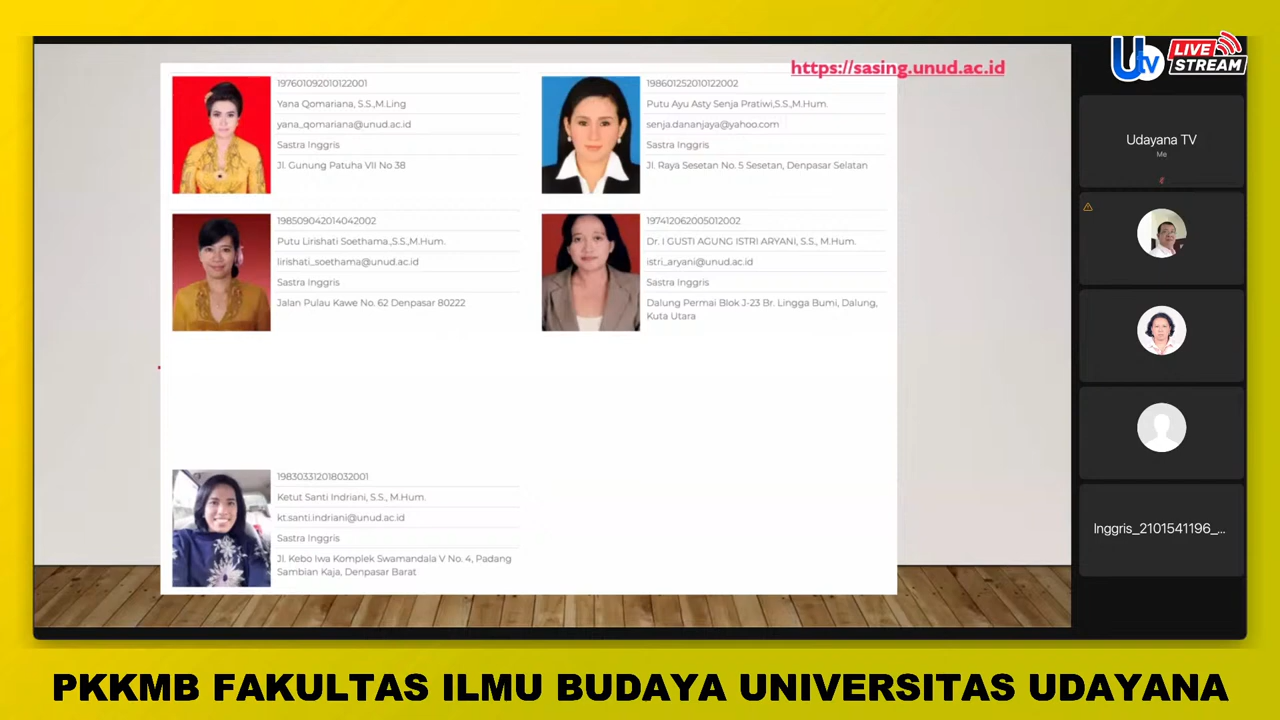 https://sasing.unud.ac.id
Utv
LIVE
STREAM
197601092010122001
Yana Qomariana, S.S.,M.Ling
yana_qomariana@unud.ac.id
Sastra Inggris
Jl. Gunung Patuha VII No 38
198601252010122002
Putu Ayu Asty Senja Pratiwi,S.S.,M.Hum.
senja.dananjaya@yahoo.com
Sastra Inggris
Jl. Raya Sesetan No. 5 Sesetan, Denpasar Selatan
198509042014042002
Putu Lirishati Soethama.,S.S.,M.Hum.
lirishati_soethama@unud.ac.id
Sastra Inggris
Jalan Pulau Kawe No. 62 Denpasar 80222
197412062005012002
Dr. I GUSTI AGUNG ISTRI ARYANI, S.S., M.Hum.
istri_aryani@unud.ac.id
Sastra Inggris
Dalung Permai Blok J-23 Br. Lingga Bumi, Dalung,
Kuta Utara
198303312018032001
Ketut Santi Indriani, S.S., M.Hum.
kt.santi.indriani@unud.ac.id
Sastra Inggris
Jl. Kebo Iwa Komplek Swamandala V No. 4, Padang
Sambian Kaja, Denpasar Barat
Udayana TV
Me
Inggris_2101541196_...
PKKMB FAKULTAS ILMU BUDAYA UNIVERSITAS UDAYANA